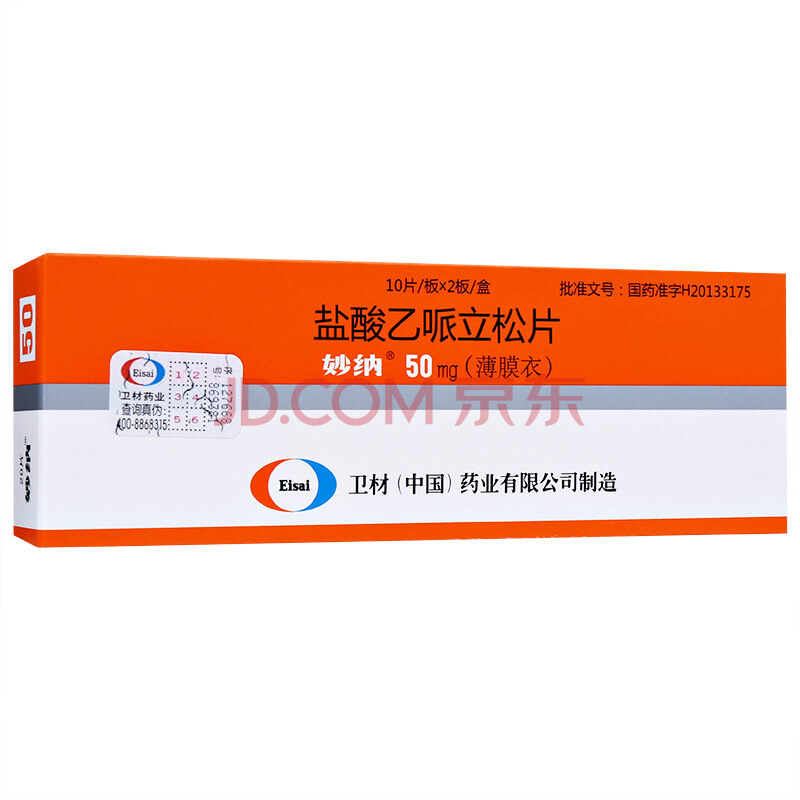 10片/板×2板/盒
批准文号：国药准字H20133175
盐酸乙哌立松片
妙纳® 50mg（薄膜衣）
50
Eisai
卫材药业
查询真伪:
400-8868315
1 2
3 4
5 6
JD.COM 京东
Eisai
卫材（中国）药业有限公司制造